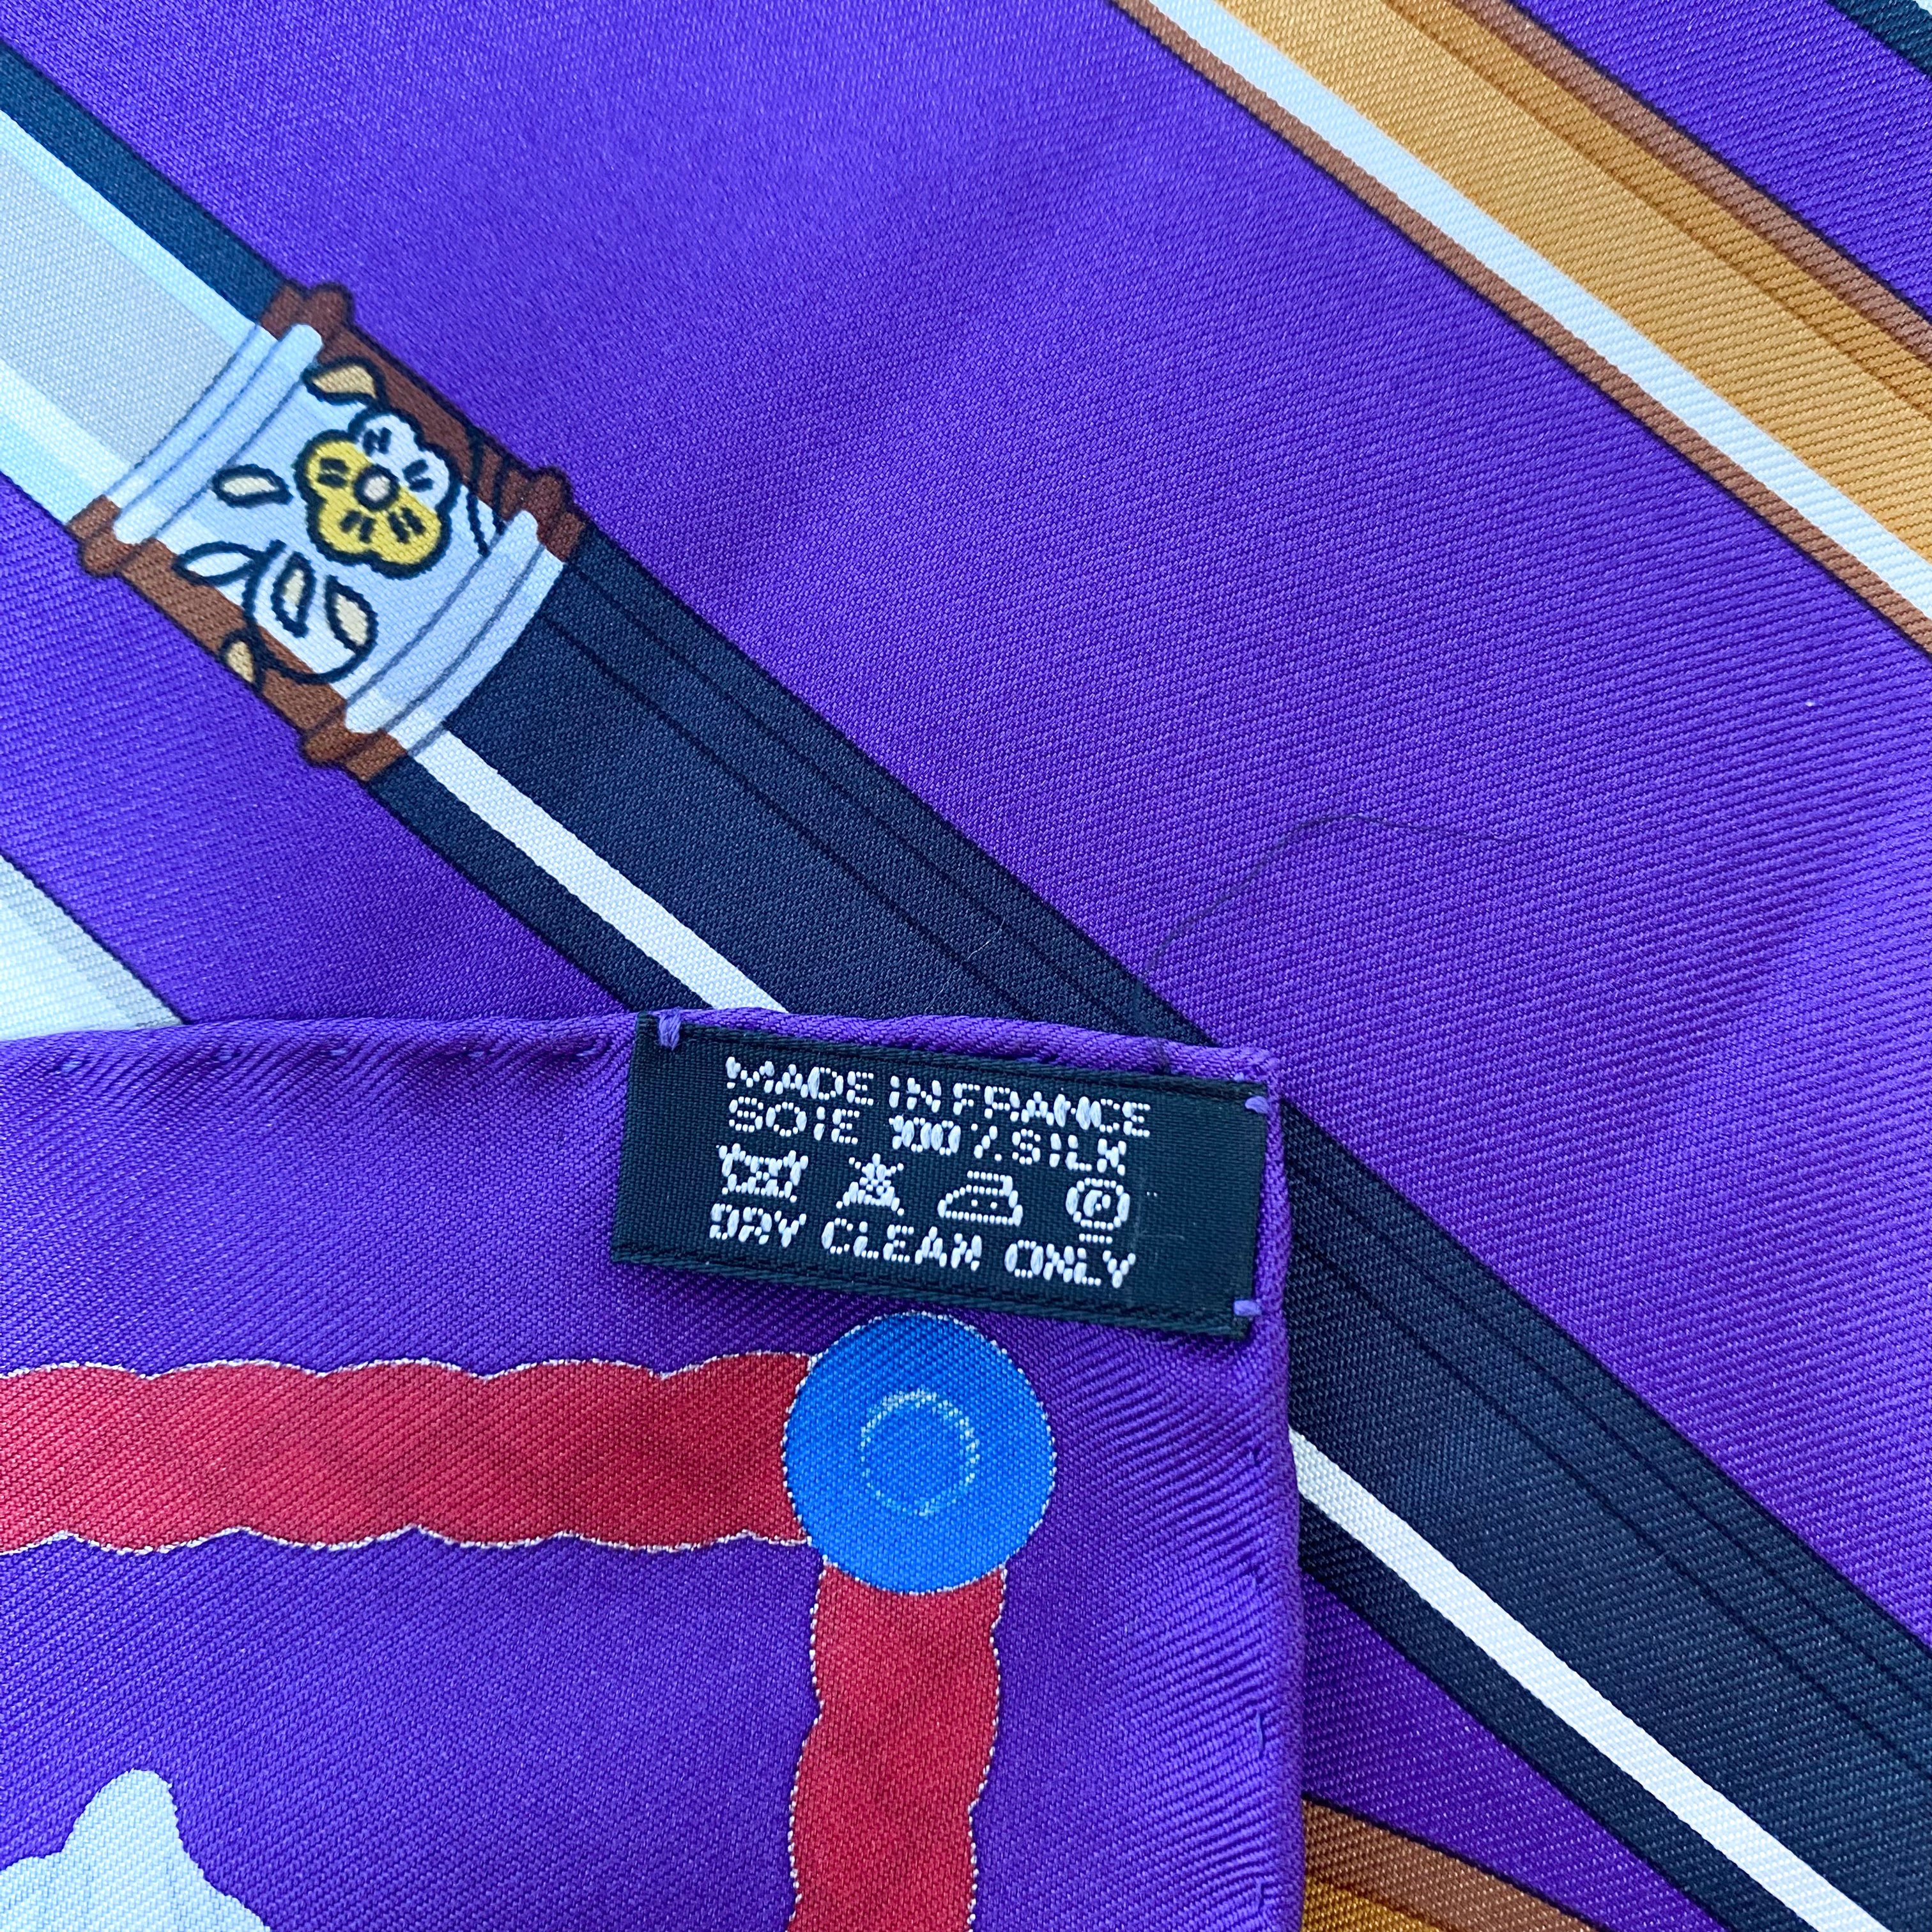 MADE IN FRANCE
SOIE 100% SILK
P
DRY CLEAN ONLY